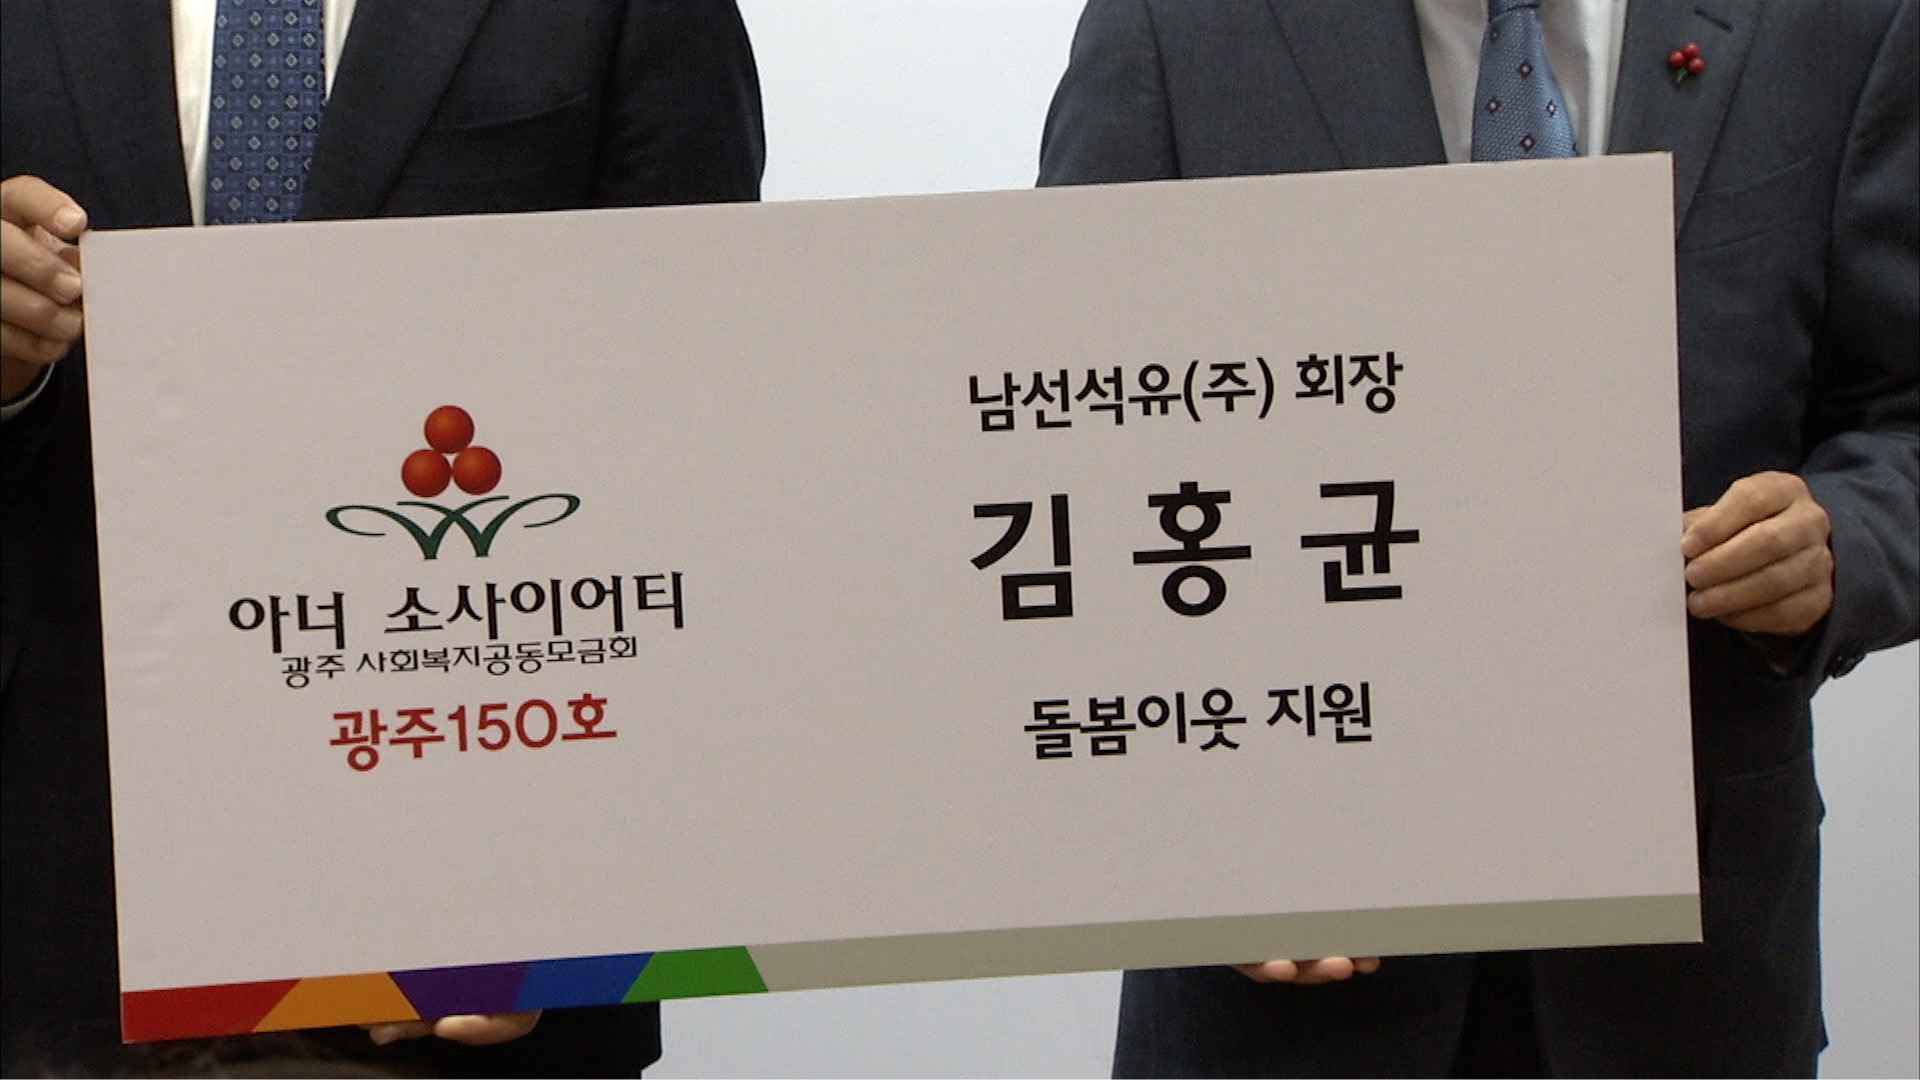 아너 소사이어티
광주 사회복지공동모금회
광주150호
남선석유(주) 회장
김홍균
돌봄이웃 지원